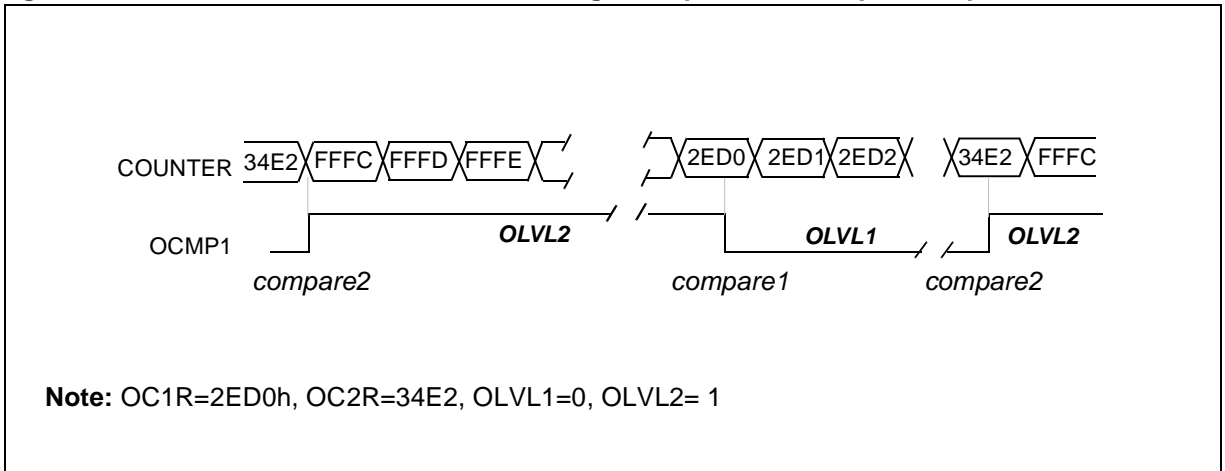 COUNTER 34E2 FFFC FFFD FFFE 2ED0 2ED1 2ED2 34E2 FFFC
OCMP1 OLVL2 OLVL1 OLVL2
compare2 compare1 compare2
Note: OC1R=2ED0h, OC2R=34E2, OLVL1=0, OLVL2= 1